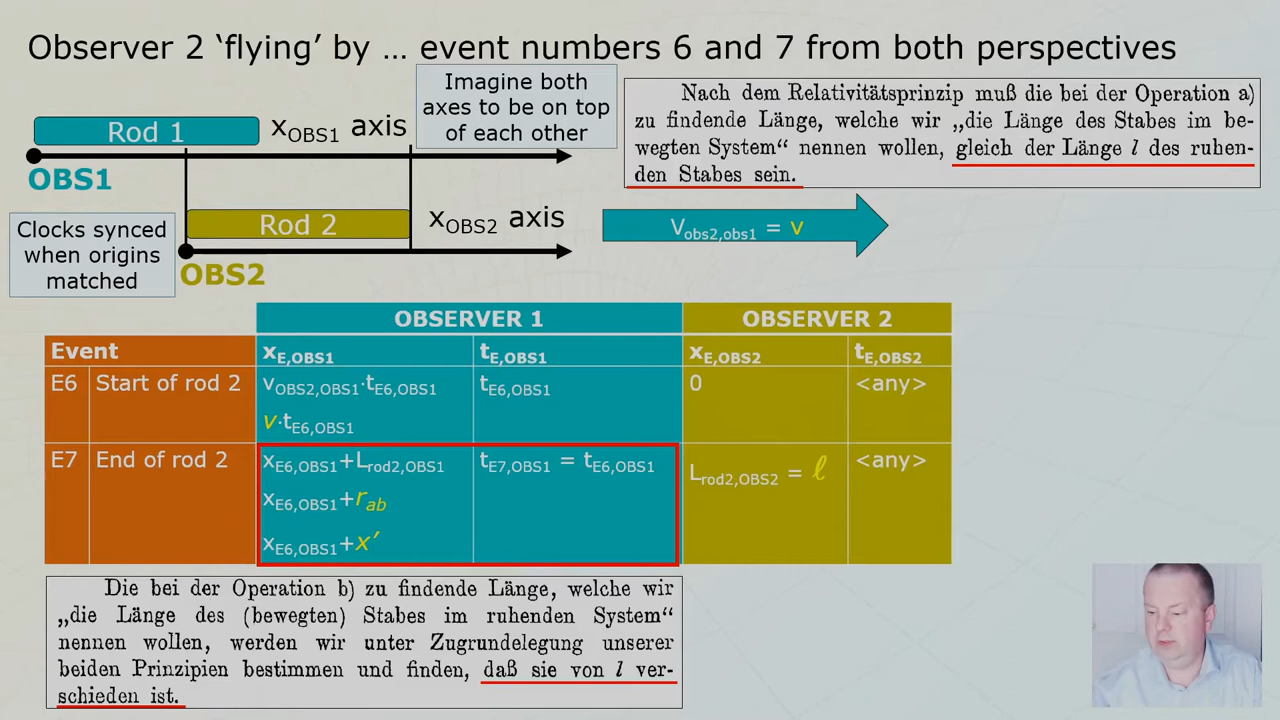 Observer 2 ‘flying’ by … event numbers 6 and 7 from both perspectives
Imagine both
axes to be on top
of each other
Rod 1
xOBS1 axis
OBS1
Nach dem Relativitätsprinzip muß die bei der Operation a)
zu findende Länge, welche wir „die Länge des Stabes im be-
wegten System“ nennen wollen, gleich der Länge l des ruhen-
den Stabes sein.
Clocks synced
when origins
matched
Rod 2
xOBS2 axis
OBS2
Vobs2,obs1 = v
OBSERVER 1
OBSERVER 2
Event
xE,OBS1
tE,OBS1
xE,OBS2
tE,OBS2
E6
Start of rod 2
vOBS2,OBS1·tE6,OBS1
v·tE6,OBS1
tE6,OBS1
0
<any>
E7
End of rod 2
xE6,OBS1+Lrod2,OBS1
xE6,OBS1+rab
xE6,OBS1+x′
tE7,OBS1 = tE6,OBS1
Lrod2,OBS2 = ℓ
<any>
Die bei der Operation b) zu findende Länge, welche wir
„die Länge des (bewegten) Stabes im ruhenden System“
nennen wollen, werden wir unter Zugrundelegung unserer
beiden Prinzipien bestimmen und finden, daß sie von l ver-
schieden ist.